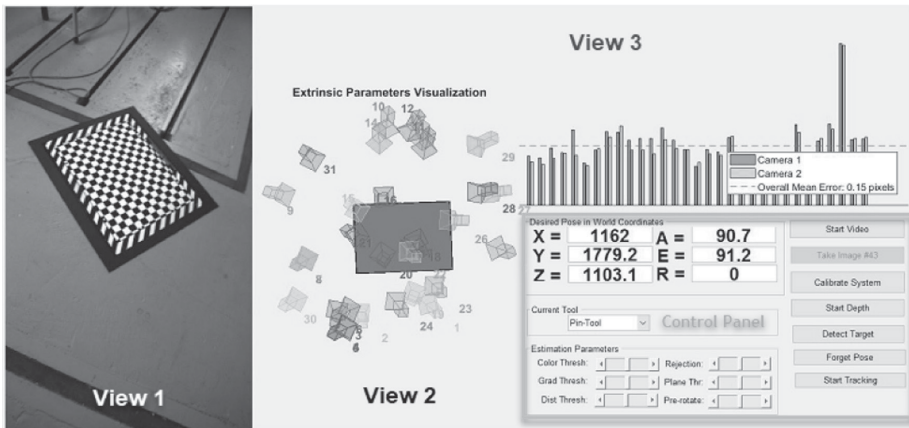 View 1
View 2
View 3
Extrinsic Parameters Visualization
10
12
14
31
29
9
15
16
28
21
26
8
20
18
30
23
24
1
2
3
6
27
Camera 1
Camera 2
Overall Mean Error: 0.15 pixels
Desired Pose in World Coordinates
X = 1162 A = 90.7
Y = 1779.2 E = 91.2
Z = 1103.1 R = 0
Current Tool
Pin-Tool
Control Panel
Estimation Parameters
Color Thresh: Rejection:
Grad Thresh: Plane Thr:
Dist Thresh: Pre-rotate:
Start Video
Take Image #43
Calibrate System
Start Depth
Detect Target
Forget Pose
Start Tracking